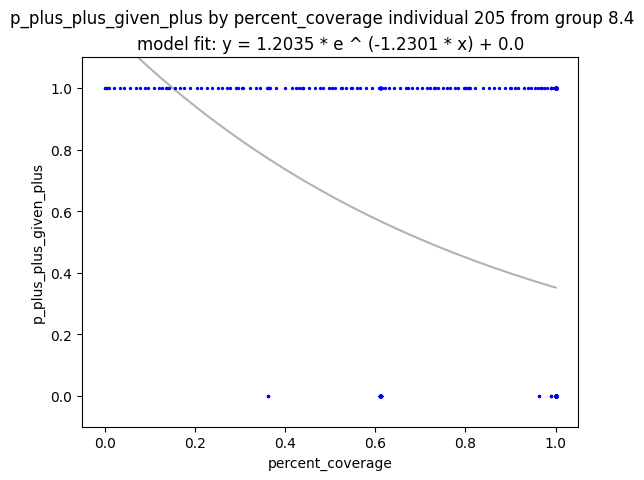 p_plus_plus_given_plus by percent_coverage individual 205 from group 8.4
model fit: y = 1.2035 * e ^ (-1.2301 * x) + 0.0
1.0
0.8
0.6
0.4
0.2
0.0
p_plus_plus_given_plus
0.0 0.2 0.4 0.6 0.8 1.0
percent_coverage